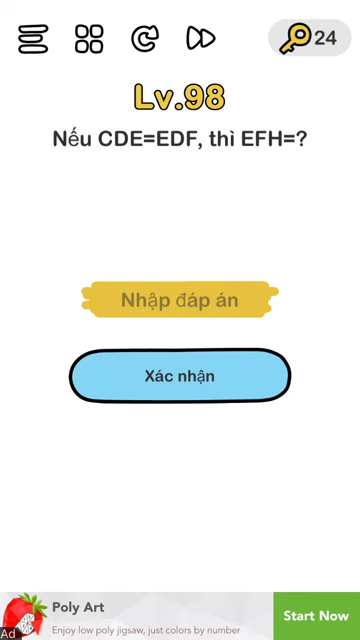 24
Lv.98
Nếu CDE=EDF, thì EFH=?
Nhập đáp án
Xác nhận
Poly Art
Enjoy low poly jigsaw, just colors by number
Start Now
Ad